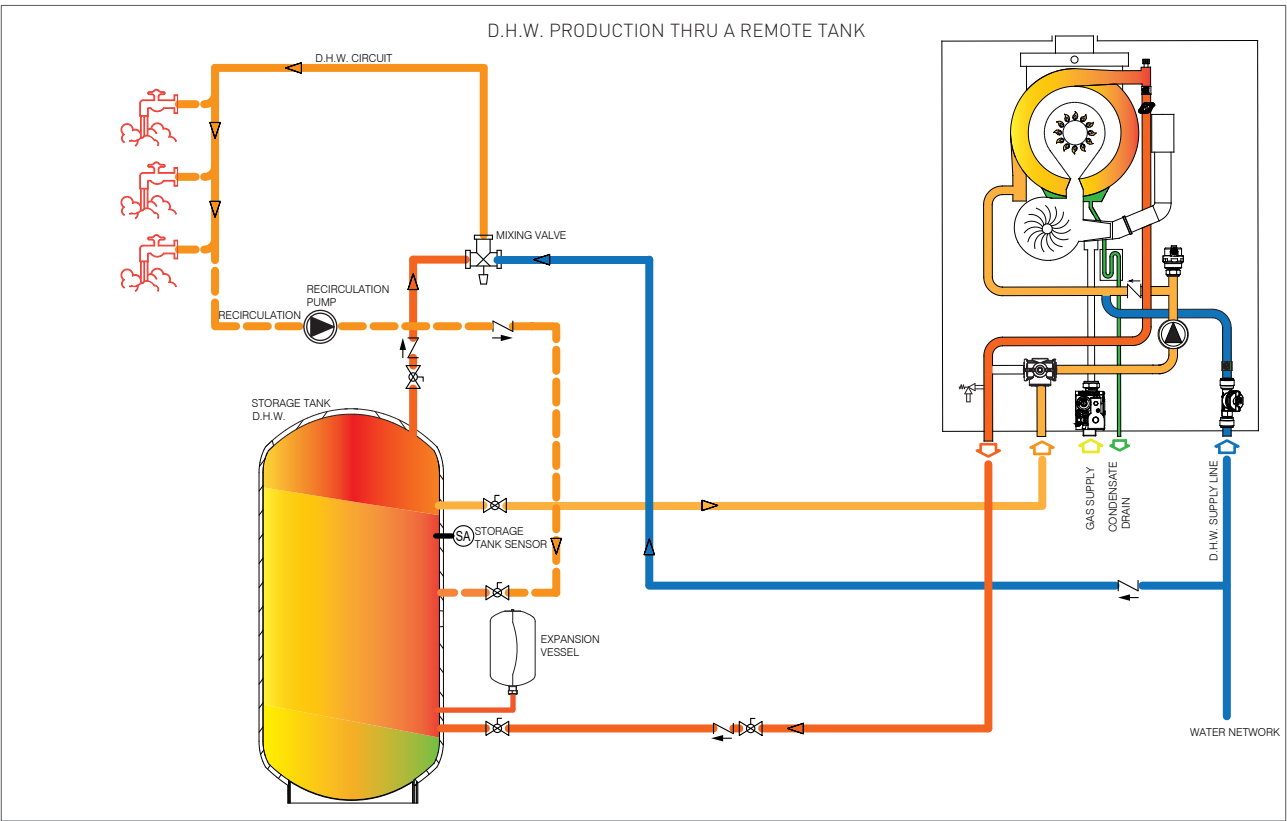 D.H.W. PRODUCTION THRU A REMOTE TANK
D.H.W. CIRCUIT
MIXING VALVE
RECIRCULATION
PUMP
RECIRCULATION
STORAGE TANK
D.H.W.
SA
STORAGE
TANK SENSOR
EXPANSION
VESSEL
GAS SUPPLY
CONDENSATE
DRAIN
D.H.W. SUPPLY LINE
WATER NETWORK